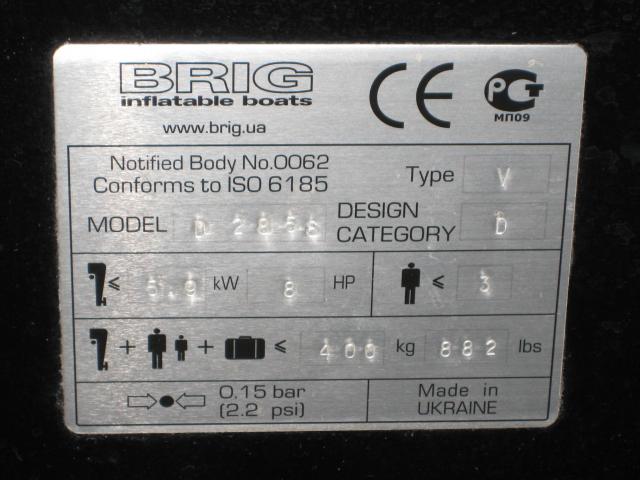 BRIG
inflatable boats
www.brig.ua
CE
РСТ
МП09
Notified Body No.0062
Conforms to ISO 6185
Type V
MODEL D
DESIGN
CATEGORY D
≤ 5.9 kW 8 HP
≤ 3
+ + ≤ 400 kg 882 lbs
0,15 bar
(2.2 psi)
Made in
UKRAINE